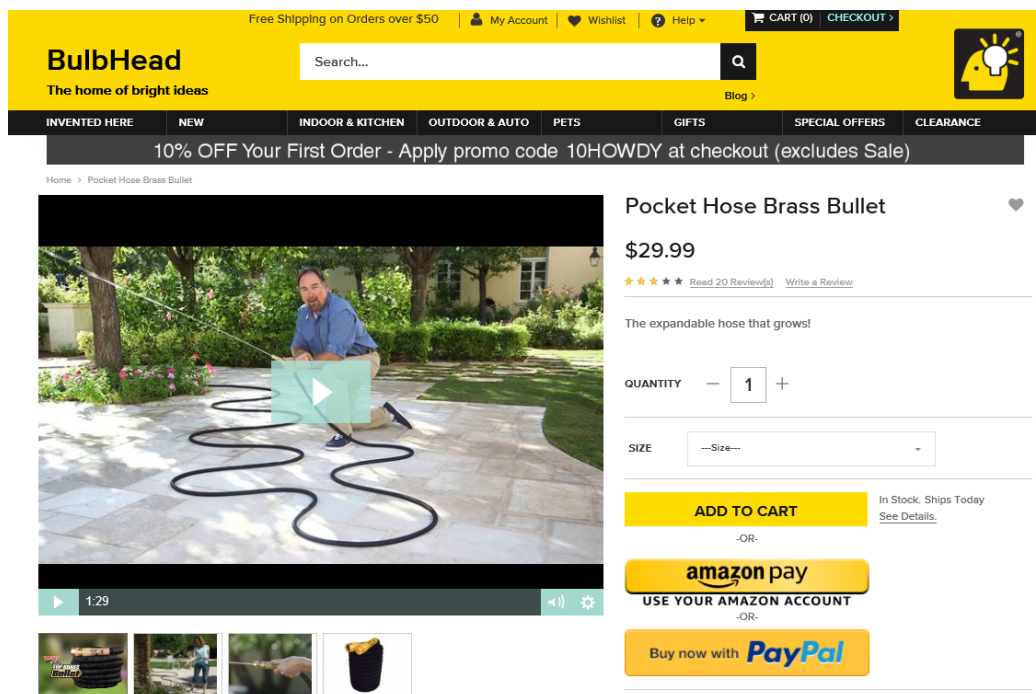 Free Shipping on Orders over $50 My Account Wishlist ? Help CART (0) CHECKOUT >
BulbHead
The home of bright ideas
Search...
Blog >
INVENTED HERE NEW INDOOR & KITCHEN OUTDOOR & AUTO PETS GIFTS SPECIAL OFFERS CLEARANCE
10% OFF Your First Order - Apply promo code 10HOWDY at checkout (excludes Sale)
Home > Pocket Hose Brass Bullet
Pocket Hose Brass Bullet
$29.99
Read 20 Review(s) Write a Review
The expandable hose that grows!
QUANTITY — 1 +
SIZE ---Size---
ADD TO CART
In Stock. Ships Today
See Details.
-OR-
amazon pay
USE YOUR AMAZON ACCOUNT
-OR-
Buy now with PayPal
1:29
Bullet